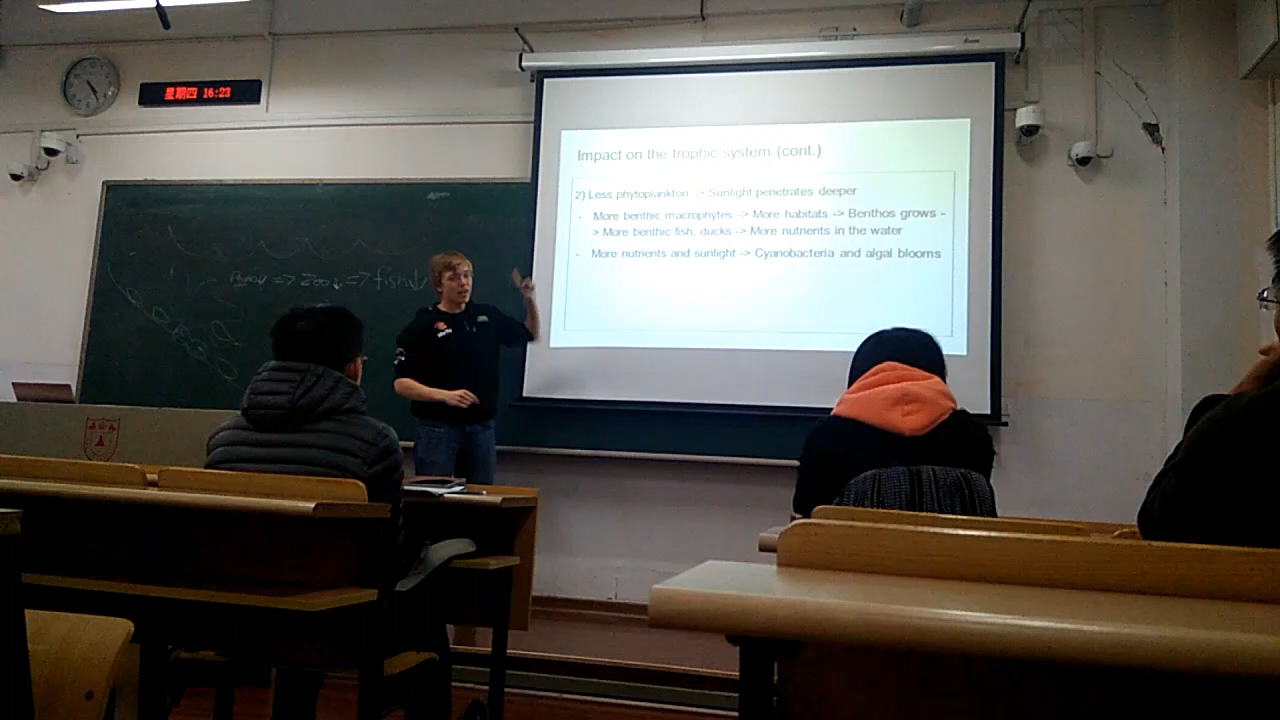 星期四 16:23
Impact on the trophic system (cont.)
2) Less phytoplankton -> Sunlight penetrates deeper
- More benthic macrophytes -> More habitats -> Benthos grows -
> More benthic fish, ducks -> More nutrients in the water
- More nutrients and sunlight -> Cyanobacteria and algal blooms
=> Zoo↓ => fish↓